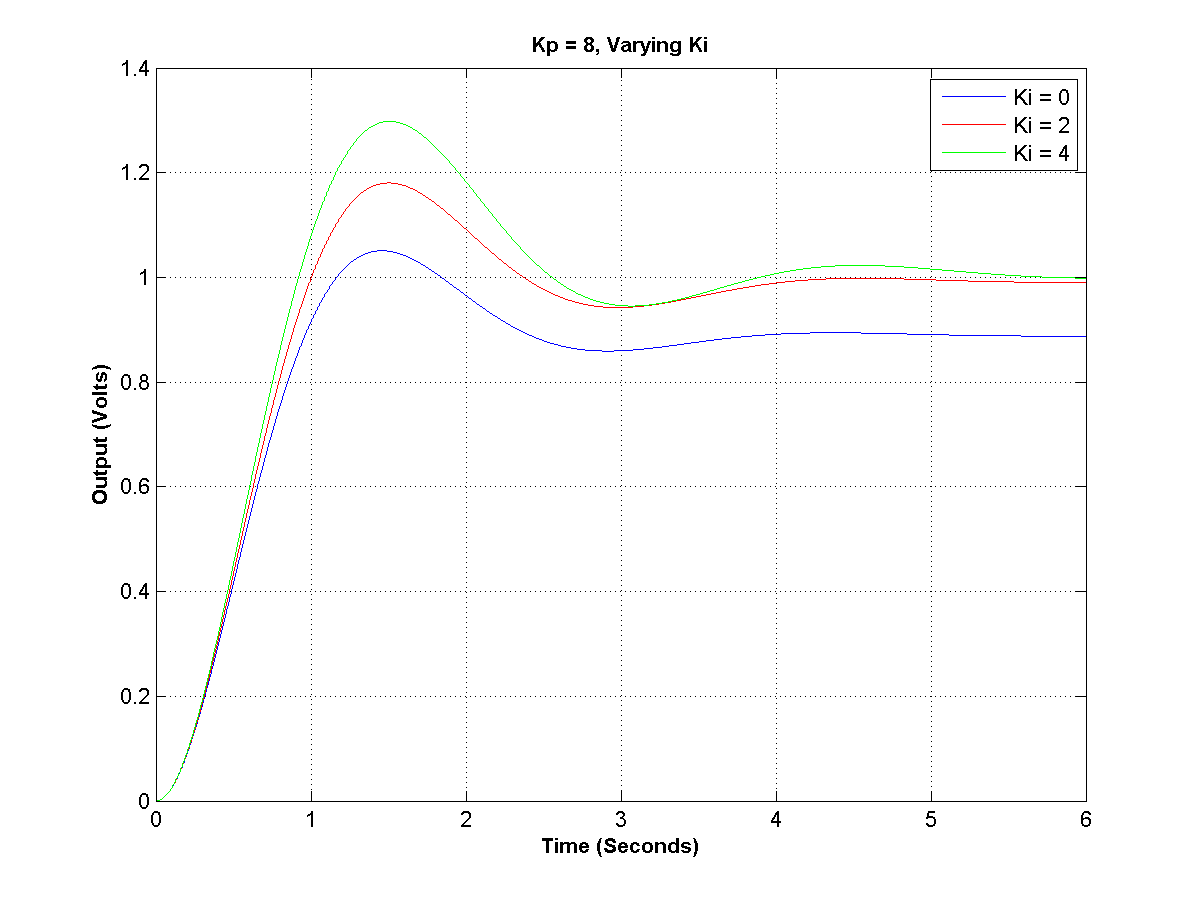 Kp = 8, Varying Ki
1.4
1.2
1
0.8
0.6
0.4
0.2
0
Output (Volts)
Ki = 0
Ki = 2
Ki = 4
0 1 2 3 4 5 6
Time (Seconds)